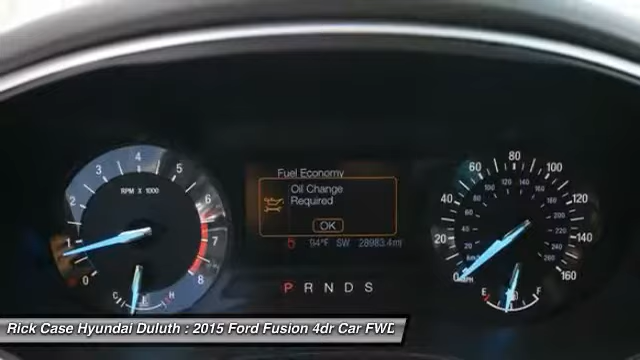 Fuel Economy
Oil Change
Required
OK
94°F SW 28983.4mi
P R N D S
0 1 2 3 4 5 6 7 8
RPM X 1000
C H
0 20 40 60 80 100 120 140 160
MPH
km/h
E F
Rick Case Hyundai Duluth : 2015 Ford Fusion 4dr Car FWD